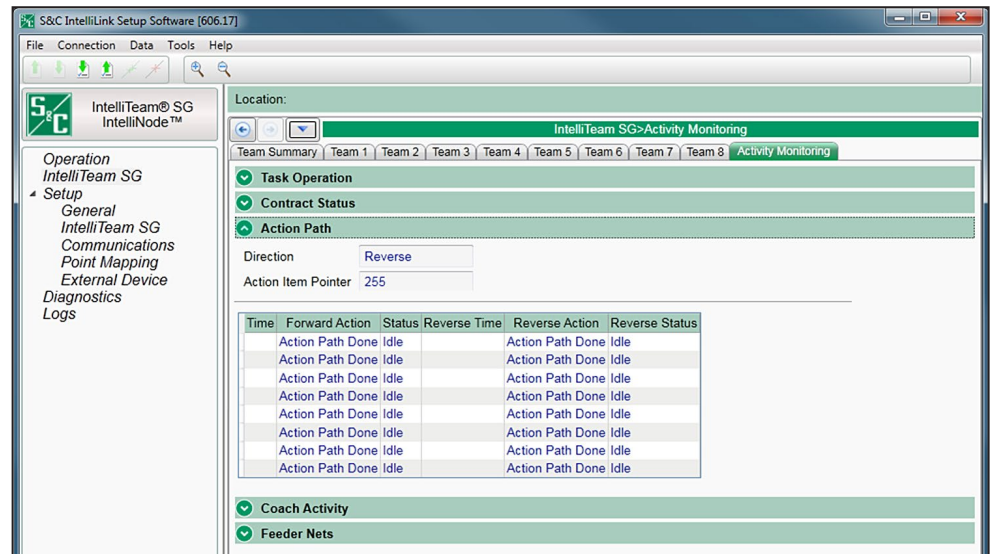 S&C IntelliLink Setup Software [606.17]
File Connection Data Tools Help
S&C
IntelliTeam® SG
IntelliNode™
Operation
IntelliTeam SG
Setup
General
IntelliTeam SG
Communications
Point Mapping
External Device
Diagnostics
Logs
Location:
IntelliTeam SG>Activity Monitoring
Team Summary Team 1 Team 2 Team 3 Team 4 Team 5 Team 6 Team 7 Team 8 Activity Monitoring
Task Operation
Contract Status
Action Path
Direction Reverse
Action Item Pointer 255
Time Forward Action Status Reverse Time Reverse Action Reverse Status
Action Path Done Idle Action Path Done Idle
Action Path Done Idle Action Path Done Idle
Action Path Done Idle Action Path Done Idle
Action Path Done Idle Action Path Done Idle
Action Path Done Idle Action Path Done Idle
Action Path Done Idle Action Path Done Idle
Action Path Done Idle Action Path Done Idle
Action Path Done Idle Action Path Done Idle
Coach Activity
Feeder Nets